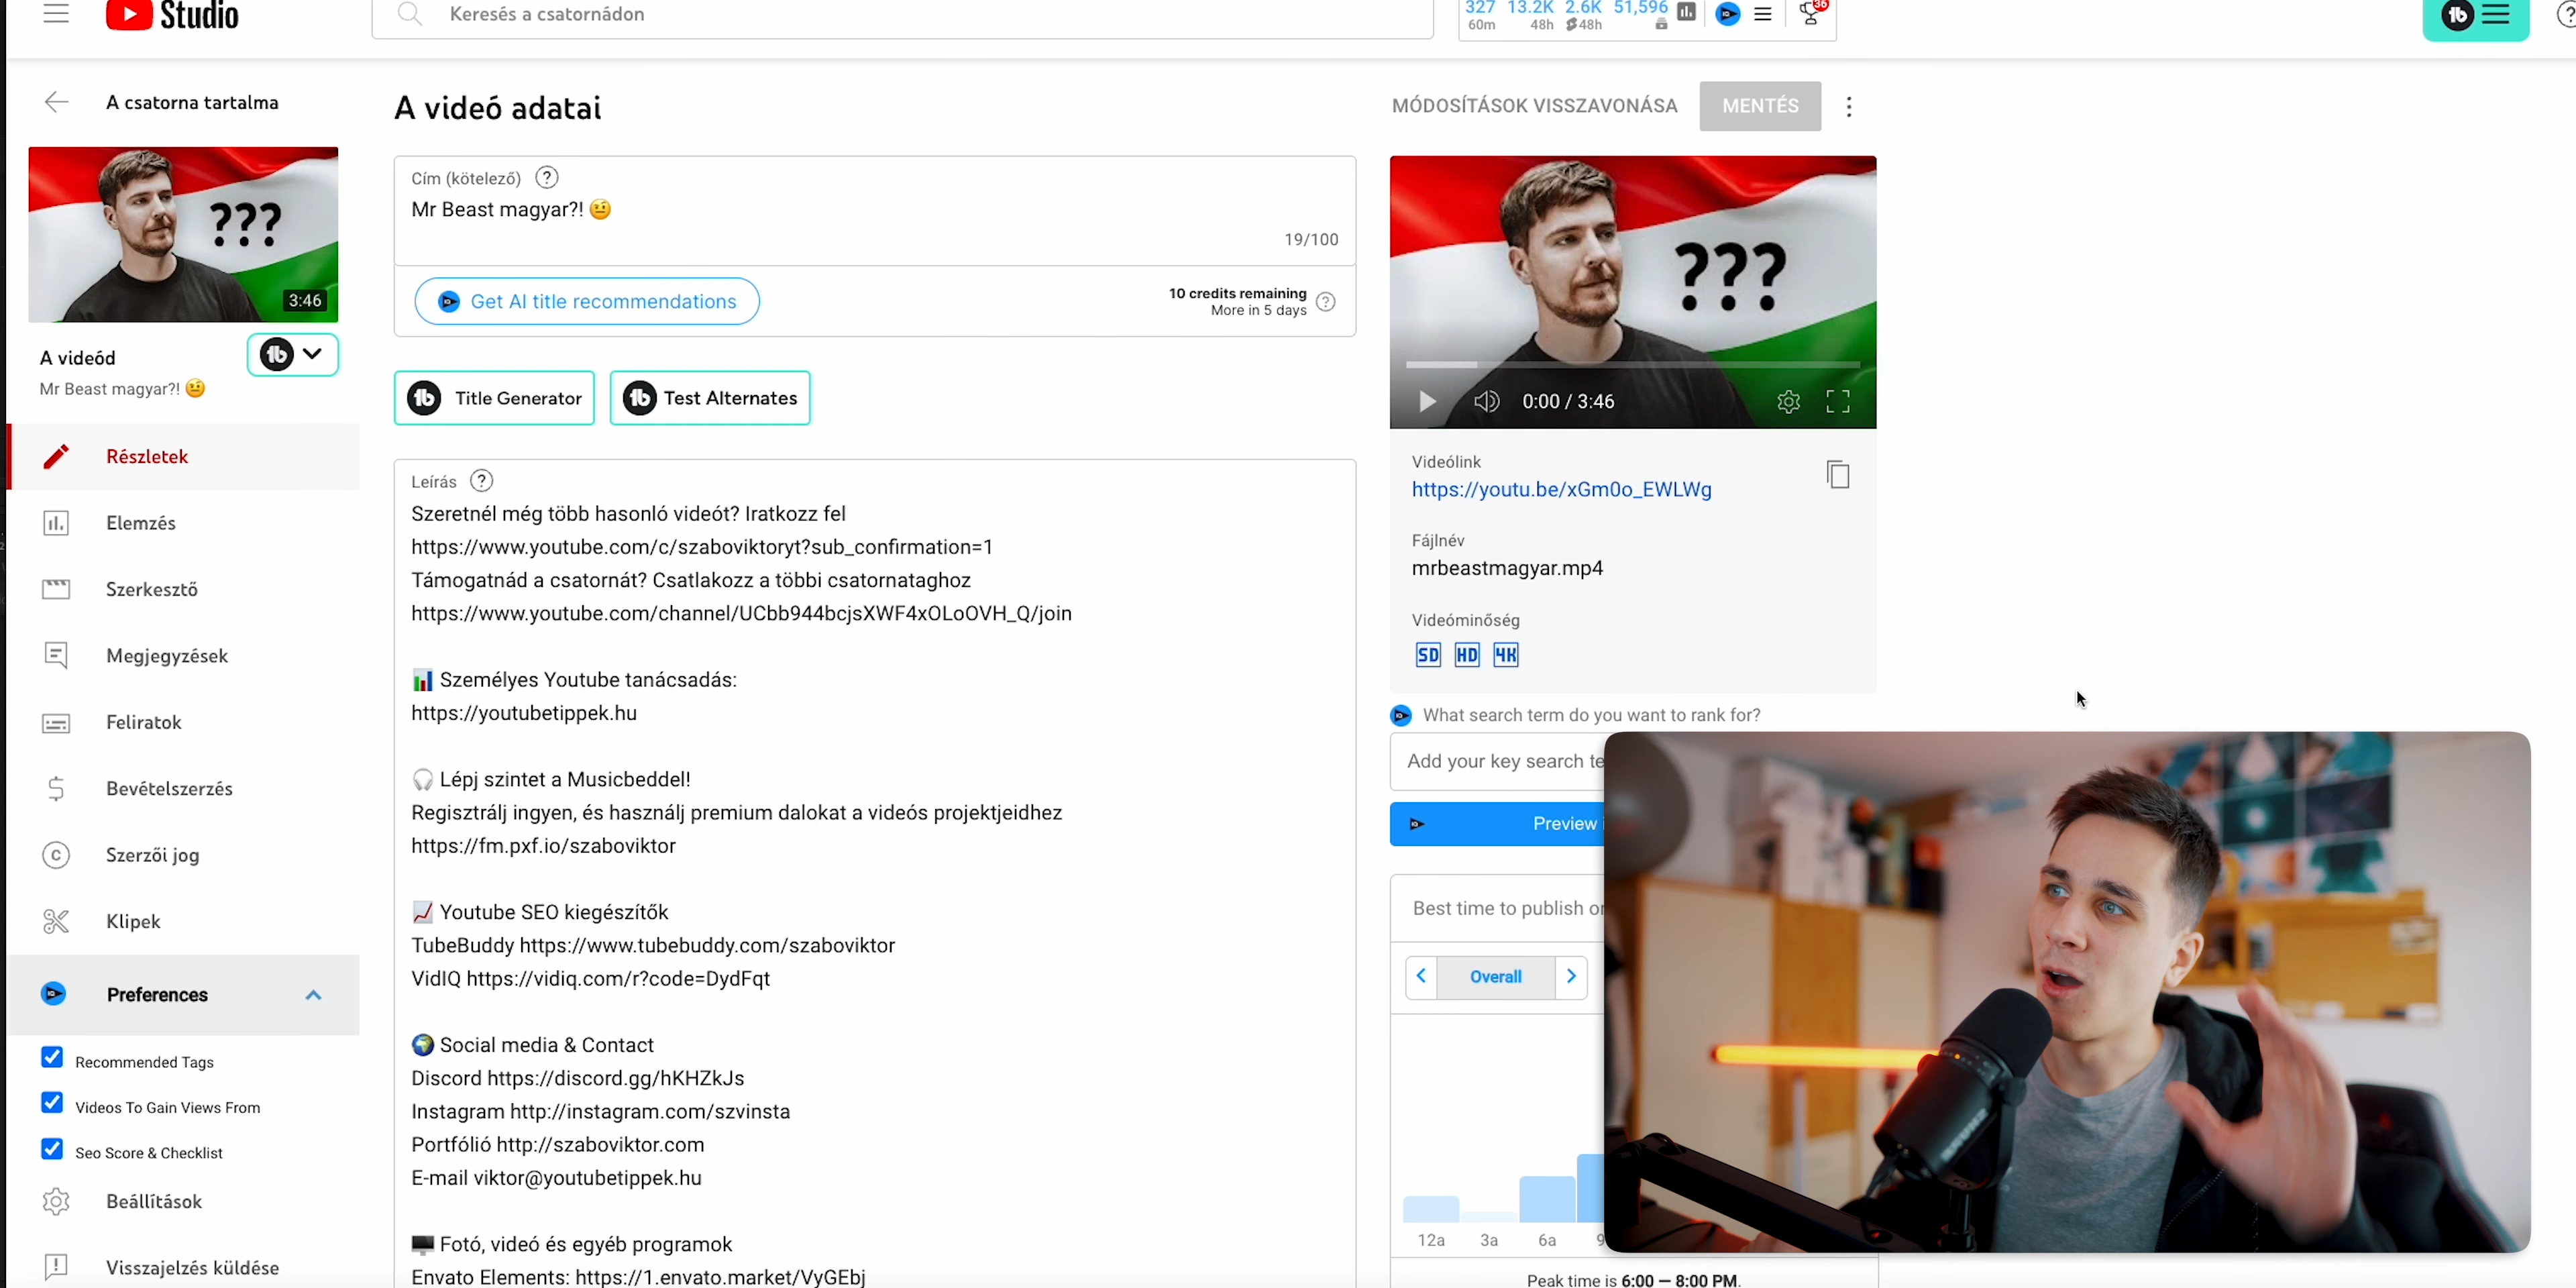 Studio
Keresés a csatornádon
327 13.2K 2.6K 51,596
60m 48h 48h
36
A csatorna tartalma
???
3:46
A videód
Mr Beast magyar?! 🤨
Részletek
Elemzés
Szerkesztő
Megjegyzések
Feliratok
Bevételszerzés
Szerzői jog
Klipek
Preferences
Recommended Tags
Videos To Gain Views From
Seo Score & Checklist
Beállítások
Visszajelzés küldése
A videó adatai
MÓDOSÍTÁSOK VISSZAVONÁSA
MENTÉS
Cím (kötelező)
Mr Beast magyar?! 🤨
19/100
Get AI title recommendations
10 credits remaining
More in 5 days
Title Generator
Test Alternates
Leírás
Szeretnél még több hasonló videót? Iratkozz fel
https://www.youtube.com/c/szaboviktoryt?sub_confirmation=1
Támogatnád a csatornát? Csatlakozz a többi csatornataghoz
https://www.youtube.com/channel/UCbb944bcjsXWF4xOLoOVH_Q/join
📊 Személyes Youtube tanácsadás:
https://youtubetippek.hu
🎧 Lépj szintet a Musicbeddel!
Regisztrálj ingyen, és használj premium dalokat a videós projektjeidhez
https://fm.pxf.io/szaboviktor
📈 Youtube SEO kiegészítők
TubeBuddy https://www.tubebuddy.com/szaboviktor
VidIQ https://vidiq.com/r?code=DydFqt
🌍 Social media & Contact
Discord https://discord.gg/hKHZkJs
Instagram http://instagram.com/szvinsta
Portfólió http://szaboviktor.com
E-mail viktor@youtubetippek.hu
🖥️ Fotó, videó és egyéb programok
Envato Elements: https://1.envato.market/VyGEbj
???
0:00 / 3:46
Videólink
https://youtu.be/xGm0o_EWLWg
Fájlnév
mrbeastmagyar.mp4
Videóminőség
SD HD 4K
What search term do you want to rank for?
Add your key search te
Preview
Best time to publish or
Overall
12a 3a 6a 9
Peak time is 6:00 — 8:00 PM.